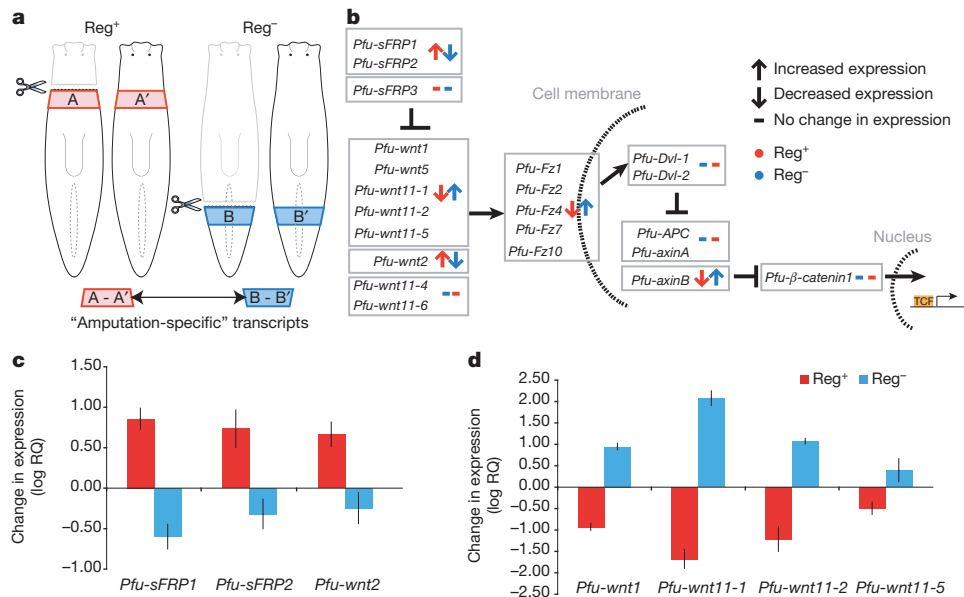 a
Reg⁺
Reg⁻
A
A′
B
B′
A - A′
B - B′
"Amputation-specific" transcripts
b
Pfu-sFRP1
Pfu-sFRP2
Pfu-sFRP3
Pfu-wnt1
Pfu-wnt5
Pfu-wnt11-1
Pfu-wnt11-2
Pfu-wnt11-5
Pfu-wnt2
Pfu-wnt11-4
Pfu-wnt11-6
Cell membrane
Pfu-Fz1
Pfu-Fz2
Pfu-Fz4
Pfu-Fz7
Pfu-Fz10
Pfu-Dvl-1
Pfu-Dvl-2
Pfu-APC
Pfu-axinA
Pfu-axinB
Pfu-β-catenin1
Nucleus
TCF
Increased expression
Decreased expression
No change in expression
Reg⁺
Reg⁻
c
Change in expression
(log RQ)
1.50
1.00
0.50
0.00
−0.50
−1.00
Pfu-sFRP1
Pfu-sFRP2
Pfu-wnt2
d
Reg⁺
Reg⁻
Change in expression
(log RQ)
2.50
2.00
1.50
1.00
0.50
0.00
−0.50
−1.00
−1.50
−2.00
−2.50
Pfu-wnt1
Pfu-wnt11-1
Pfu-wnt11-2
Pfu-wnt11-5